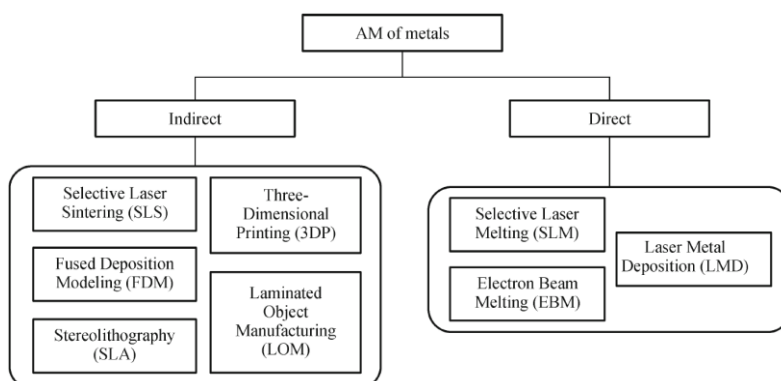 AM of metals
Indirect
Direct
Selective Laser
Sintering (SLS)
Three-
Dimensional
Printing (3DP)
Fused Deposition
Modeling (FDM)
Laminated
Object
Manufacturing
(LOM)
Stereolithography
(SLA)
Selective Laser
Melting (SLM)
Laser Metal
Deposition (LMD)
Electron Beam
Melting (EBM)